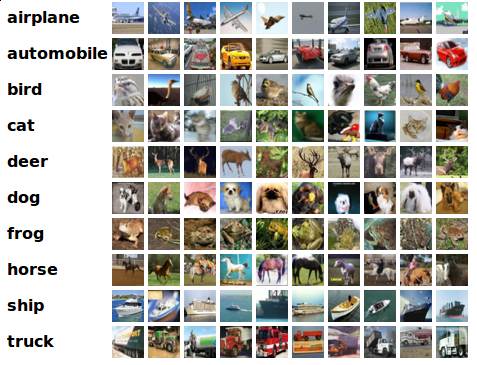 airplane
automobile
bird
cat
deer
dog
frog
horse
ship
truck